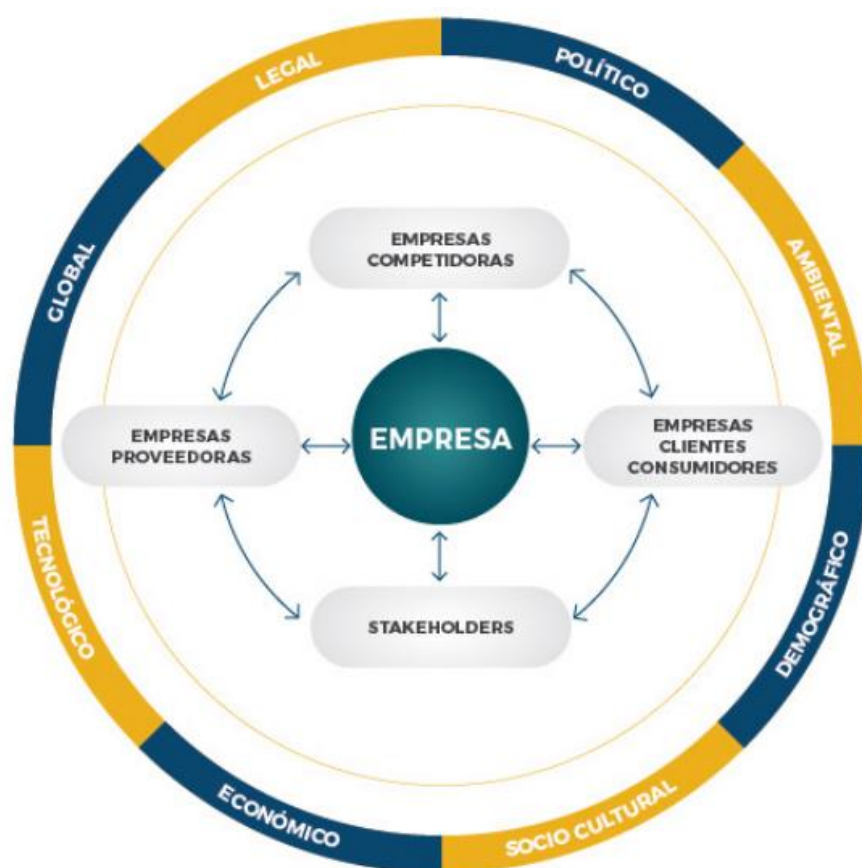 LEGAL
POLÍTICO
GLOBAL
AMBIENTAL
EMPRESAS
COMPETIDORAS
EMPRESAS
PROVEEDORAS
EMPRESA
EMPRESAS
CLIENTES
CONSUMIDORES
STAKEHOLDERS
TECNOLÓGICO
DEMOGRÁFICO
ECONÓMICO
SOCIO CULTURAL